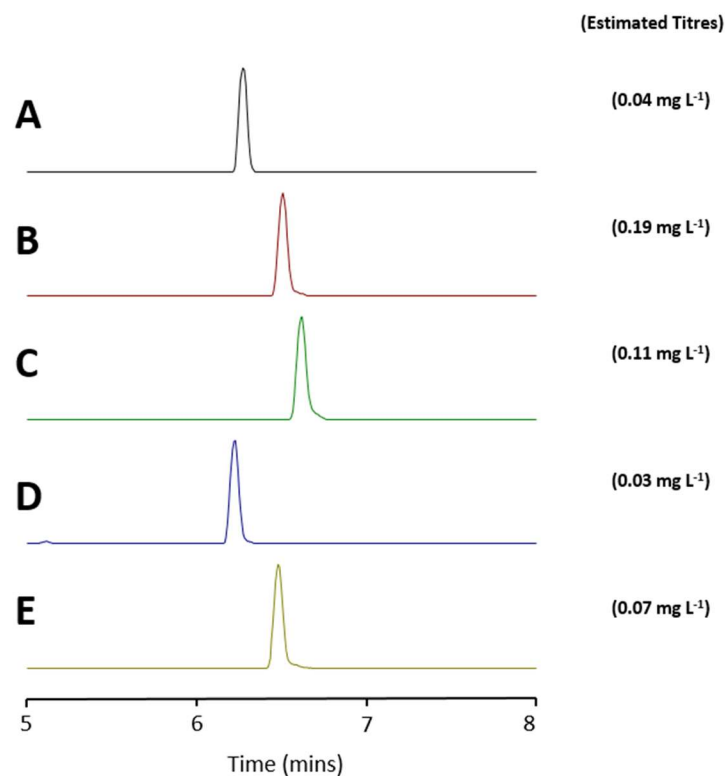 (Estimated Titres)
A (0.04 mg L⁻¹)
B (0.19 mg L⁻¹)
C (0.11 mg L⁻¹)
D (0.03 mg L⁻¹)
E (0.07 mg L⁻¹)
5 6 7 8
Time (mins)